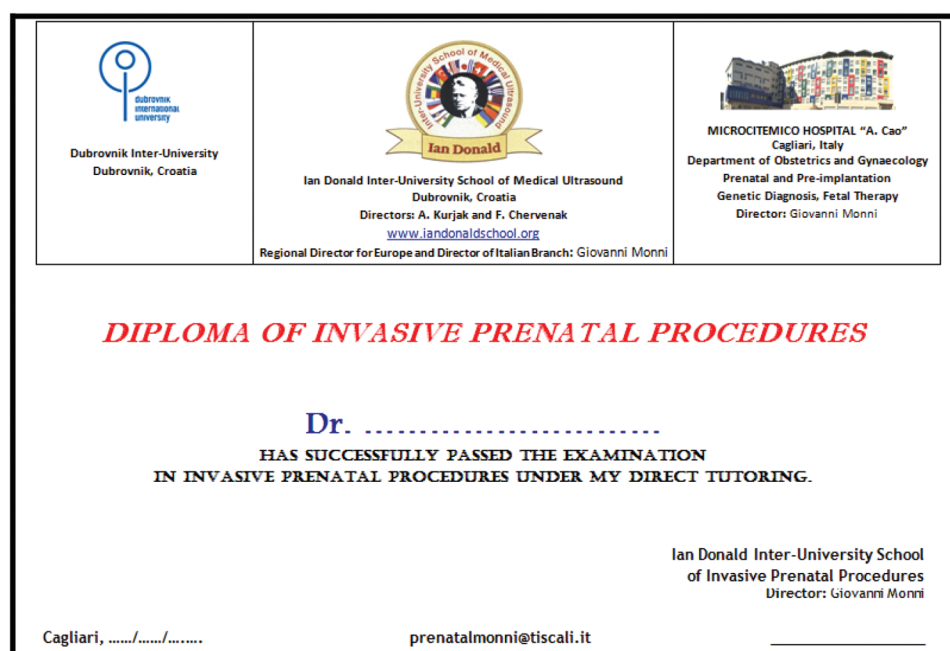 dubrovnik
international
university
Dubrovnik Inter-University
Dubrovnik, Croatia
Inter-University School of Medical Ultrasound
Ian Donald
Ian Donald Inter-University School of Medical Ultrasound
Dubrovnik, Croatia
Directors: A. Kurjak and F. Chervenak
www.iandonaldschool.org
Regional Director for Europe and Director of Italian Branch: Giovanni Monni
MICROCITEMICO HOSPITAL “A. Cao”
Cagliari, Italy
Department of Obstetrics and Gynaecology
Prenatal and Pre-implantation
Genetic Diagnosis, Fetal Therapy
Director: Giovanni Monni
DIPLOMA OF INVASIVE PRENATAL PROCEDURES
Dr. ...........................
HAS SUCCESSFULLY PASSED THE EXAMINATION
IN INVASIVE PRENATAL PROCEDURES UNDER MY DIRECT TUTORING.
Ian Donald Inter-University School
of Invasive Prenatal Procedures
Director: Giovanni Monni
Cagliari, ……/……/………
prenatalmonni@tiscali.it